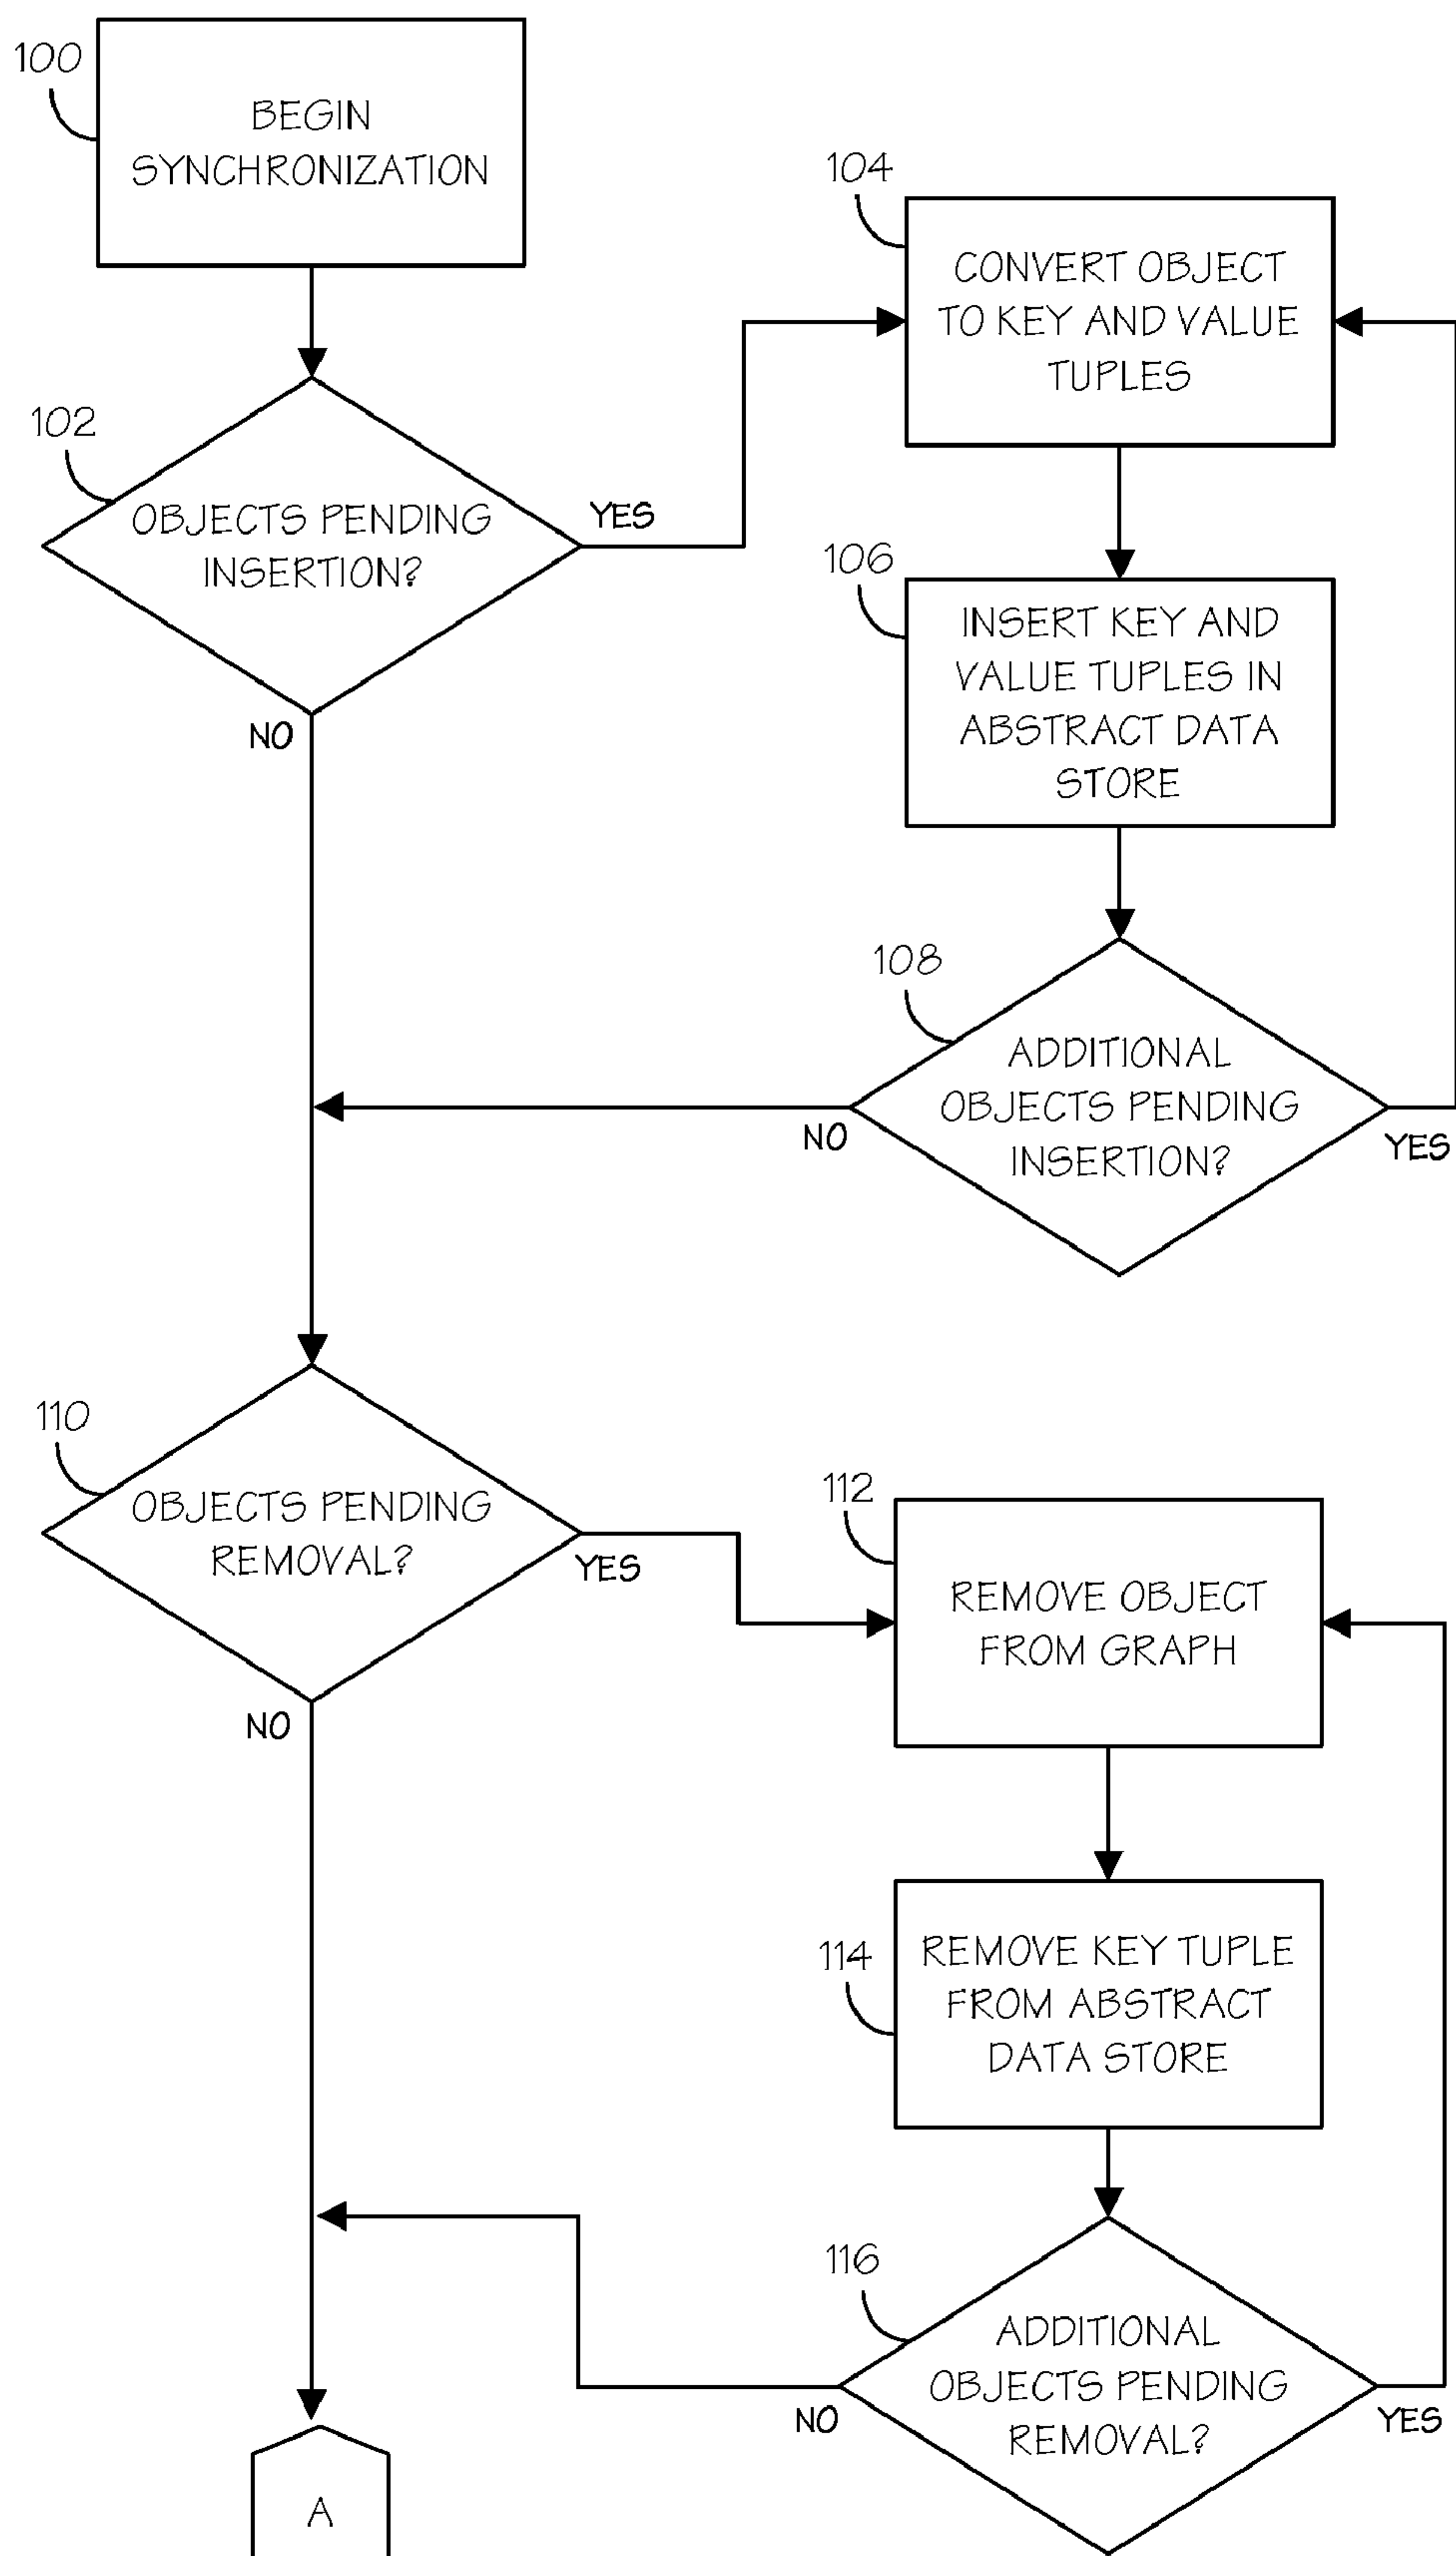 100
BEGIN
SYNCHRONIZATION
104
CONVERT OBJECT
TO KEY AND VALUE
TUPLES
102
OBJECTS PENDING
INSERTION?
YES
NO
106
INSERT KEY AND
VALUE TUPLES IN
ABSTRACT DATA
STORE
108
ADDITIONAL
OBJECTS PENDING
INSERTION?
NO
YES
110
OBJECTS PENDING
REMOVAL?
YES
NO
112
REMOVE OBJECT
FROM GRAPH
114
REMOVE KEY TUPLE
FROM ABSTRACT
DATA STORE
116
ADDITIONAL
OBJECTS PENDING
REMOVAL?
NO
YES
A